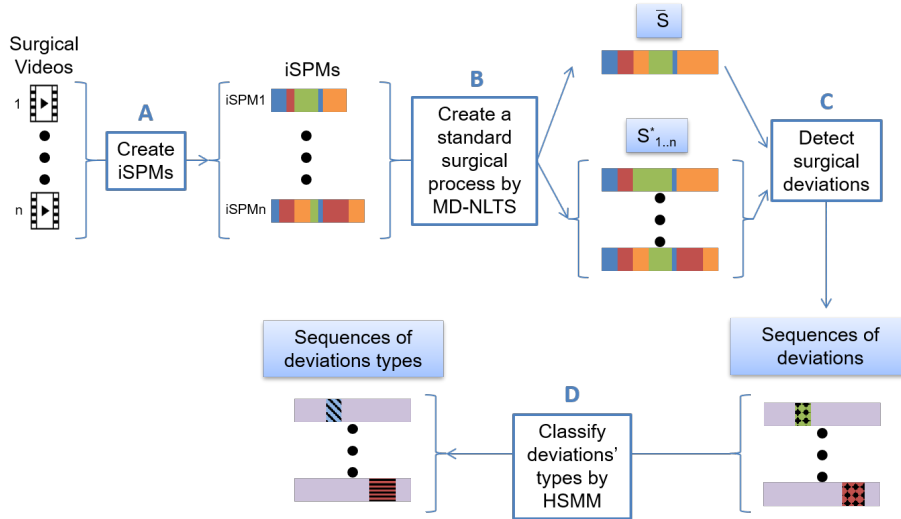 Surgical
Videos
1
n
A
Create
iSPMs
iSPMs
iSPM1
iSPMn
B
Create a
standard
surgical
process by
MD-NLTS
S̅
S*1..n
C
Detect
surgical
deviations
Sequences of
deviations
D
Classify
deviations'
types by
HSMM
Sequences of
deviations types